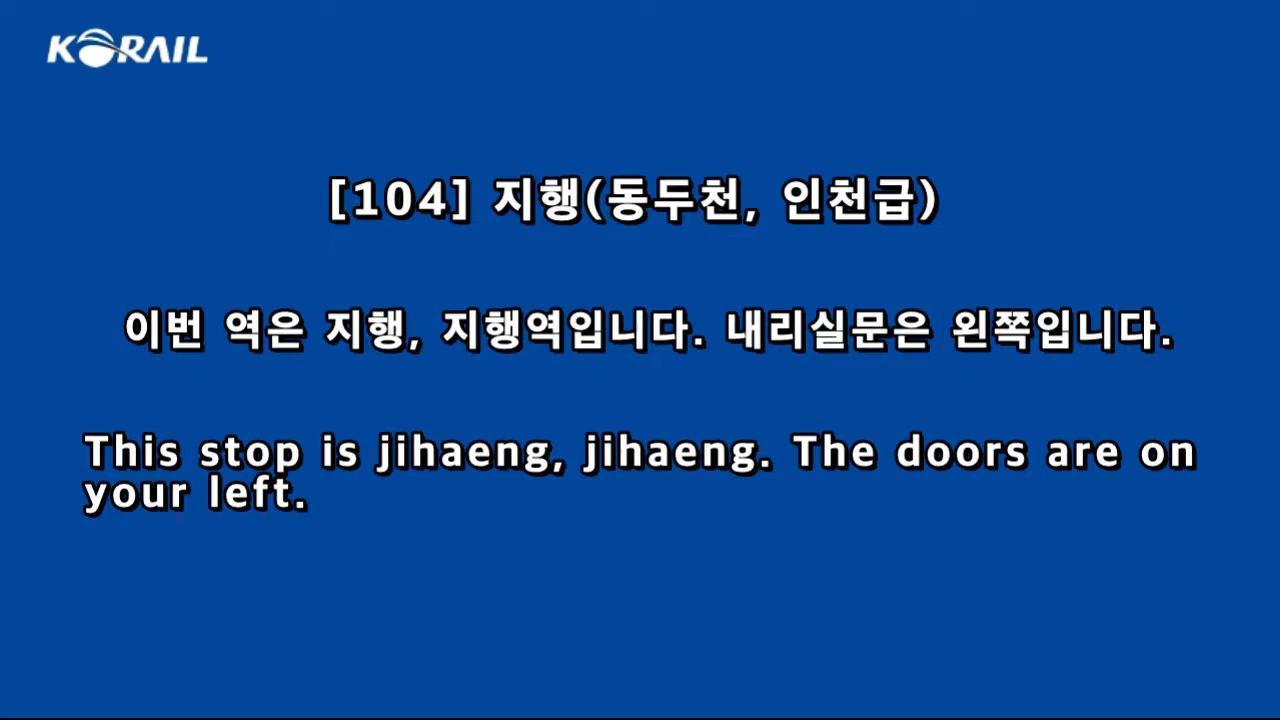 KORAIL
[104] 지행(동두천, 인천급)
이번 역은 지행, 지행역입니다. 내리실문은 왼쪽입니다.
This stop is jihaeng, jihaeng. The doors are on
your left.